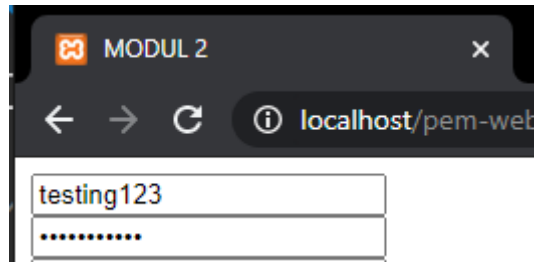 MODUL 2
localhost/pem-web
testing123
•••••••••••